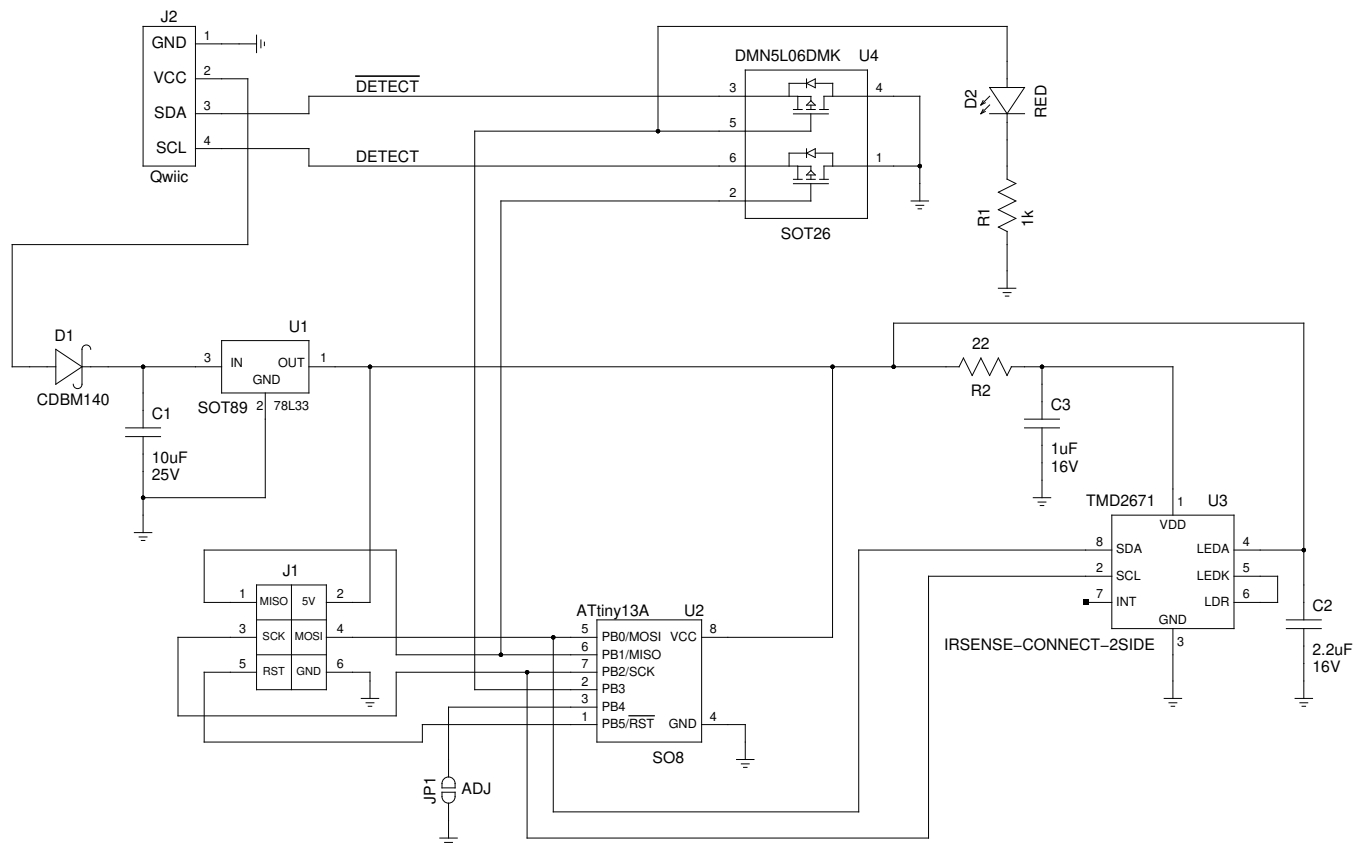 J2
GND 1
VCC 2
SDA 3
SCL 4
Qwiic
DETECT
DETECT
DMN5L06DMK U4
3 4
5
6 1
2
SOT26
D2 RED
R1 1k
D1
CDBM140
U1
3 IN OUT 1
GND
SOT89 2 78L33
C1
10uF
25V
22
R2
C3
1uF
16V
TMD2671 U3
1
VDD
8 SDA LEDA 4
2 SCL LEDK 5
7 INT LDR 6
GND
3
IRSENSE-CONNECT-2SIDE
C2
2.2uF
16V
J1
1 MISO 5V 2
3 SCK MOSI 4
5 RST GND 6
ATtiny13A U2
5 PB0/MOSI VCC 8
6 PB1/MISO
7 PB2/SCK
2 PB3
3 PB4
1 PB5/RST GND 4
SO8
JP1 ADJ